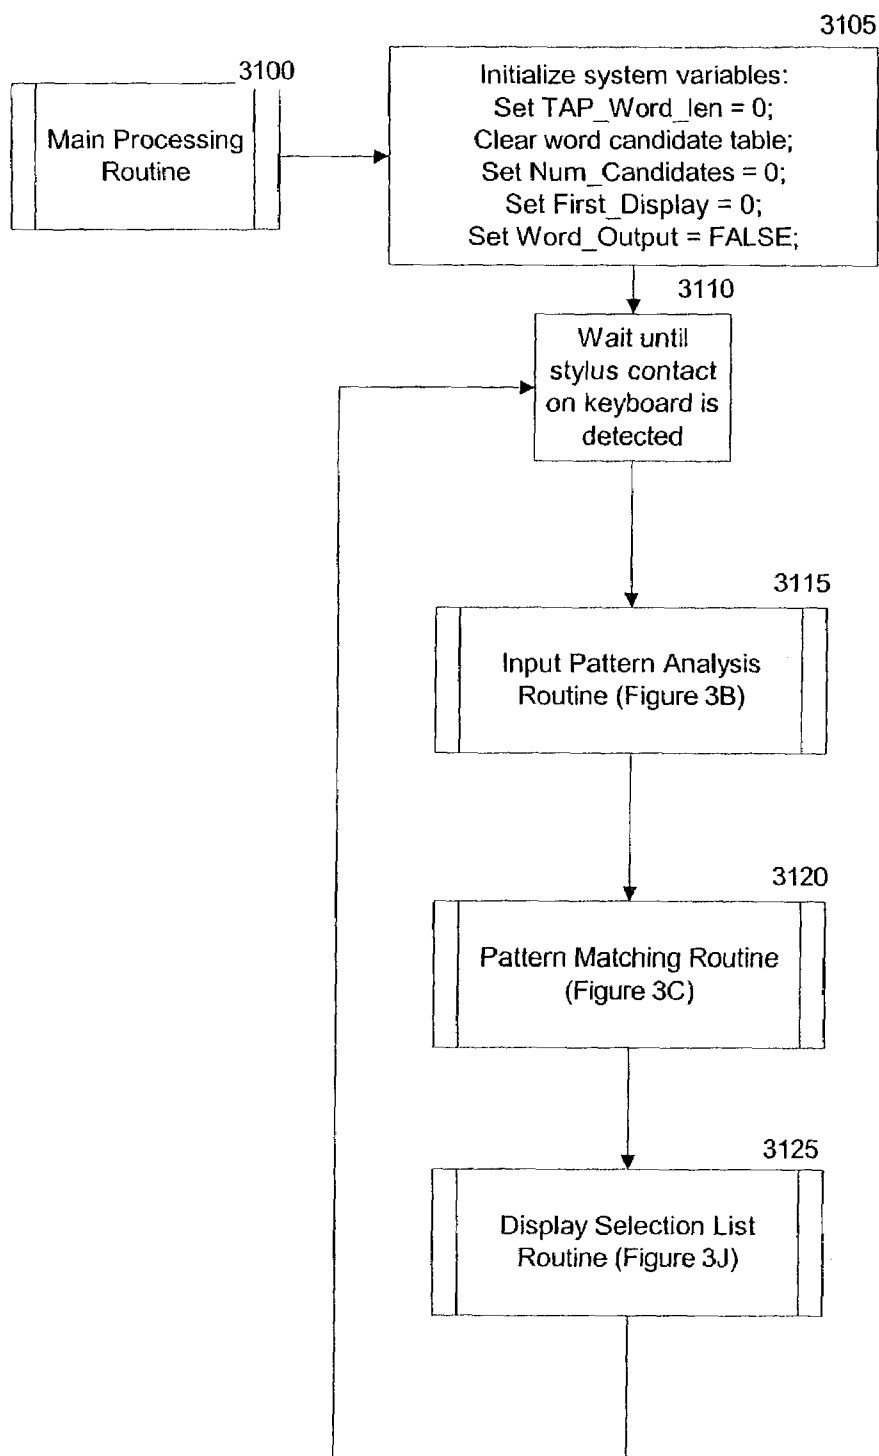 3100
Main Processing
Routine
3105
Initialize system variables:
Set TAP_Word_len = 0;
Clear word candidate table;
Set Num_Candidates = 0;
Set First_Display = 0;
Set Word_Output = FALSE;
3110
Wait until
stylus contact
on keyboard is
detected
3115
Input Pattern Analysis
Routine (Figure 3B)
3120
Pattern Matching Routine
(Figure 3C)
3125
Display Selection List
Routine (Figure 3J)